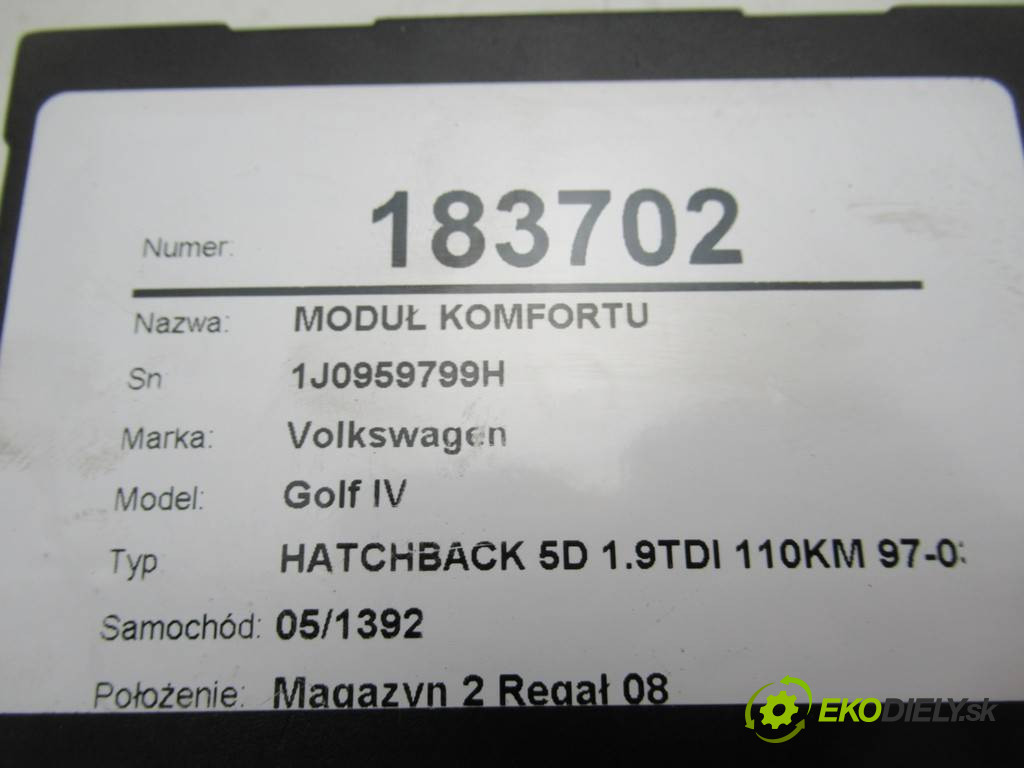 Numer: 183702
Nazwa: MODUŁ KOMFORTU
Sn 1J0959799H
Marka: Volkswagen
Model: Golf IV
Typ HATCHBACK 5D 1.9TDI 110KM 97-0
Samochód: 05/1392
Położenie: Magazyn 2 Regał 08
EKODIELY.sk